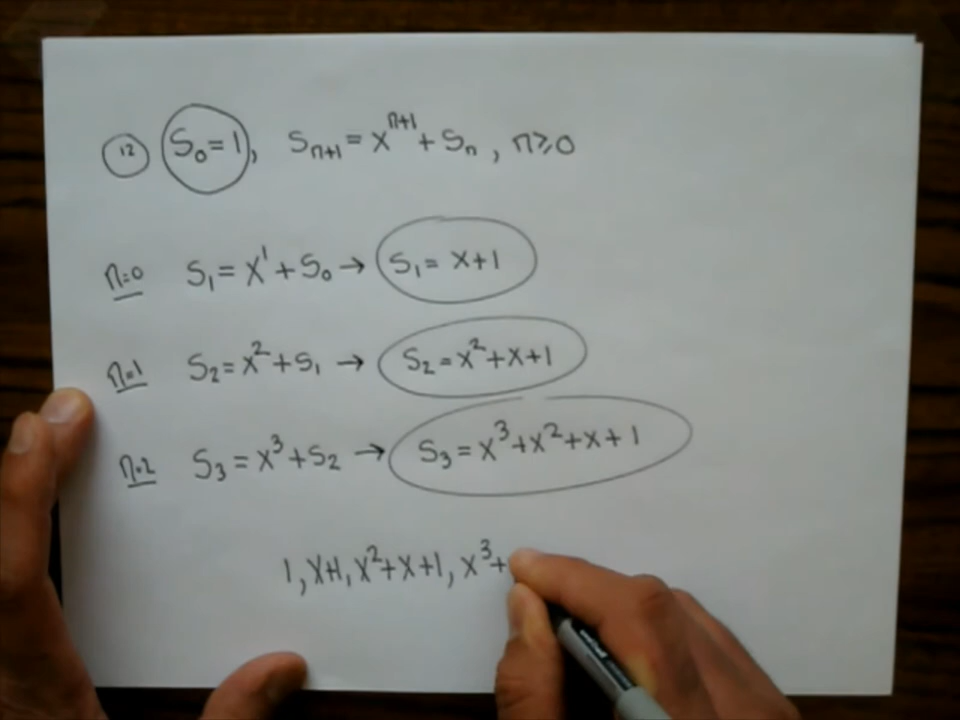 12 S₀=1, Sₙ₊₁ = xⁿ⁺¹ + Sₙ, n≥0
n=0 S₁ = x¹ + S₀ → S₁ = x+1
n=1 S₂ = x² + S₁ → S₂ = x² + x + 1
n=2 S₃ = x³ + S₂ → S₃ = x³ + x² + x + 1
1, x+1, x² + x + 1, x³ +